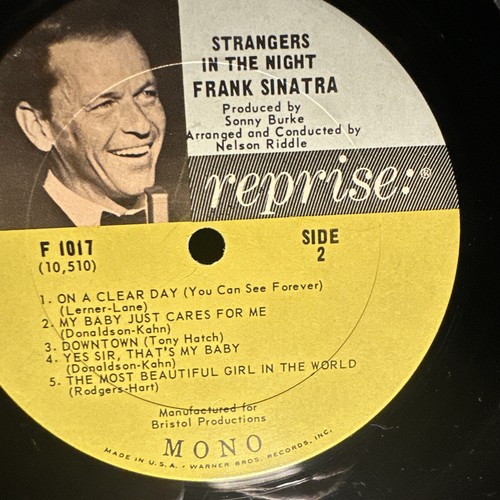 STRANGERS
IN THE NIGHT
FRANK SINATRA
Produced by
Sonny Burke
Arranged and Conducted by
Nelson Riddle
reprise:®
F 1017
(10,510)
SIDE
2
1. ON A CLEAR DAY (You Can See Forever)
(Lerner-Lane)
2. MY BABY JUST CARES FOR ME
(Donaldson-Kahn)
3. DOWNTOWN (Tony Hatch)
4. YES SIR, THAT'S MY BABY
(Donaldson-Kahn)
5. THE MOST BEAUTIFUL GIRL IN THE WORLD
(Rodgers-Hart)
Manufactured for
Bristol Productions
MONO
MADE IN U.S.A. • WARNER BROS. RECORDS, INC.